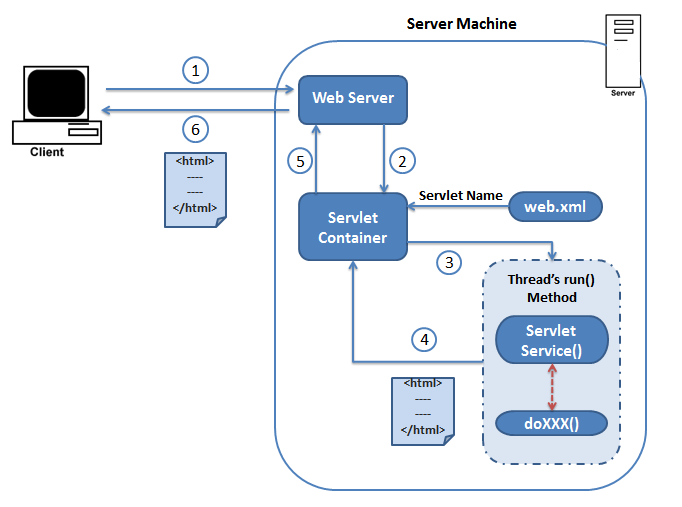 Server Machine
Server
1
Web Server
Client
6
<html>
----
----
</html>
5
2
Servlet Name
web.xml
Servlet
Container
3
Thread's run()
Method
Servlet
Service()
4
<html>
----
----
</html>
doXXX()